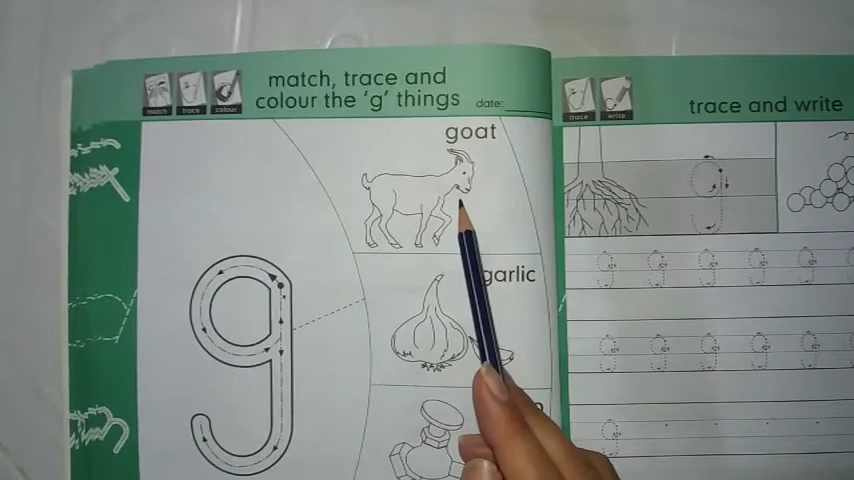 match, trace and
colour the 'g' things
date:
match trace colour
goat
garlic
g
trace and write
trace write
g
g g g g g
g g g g g
g